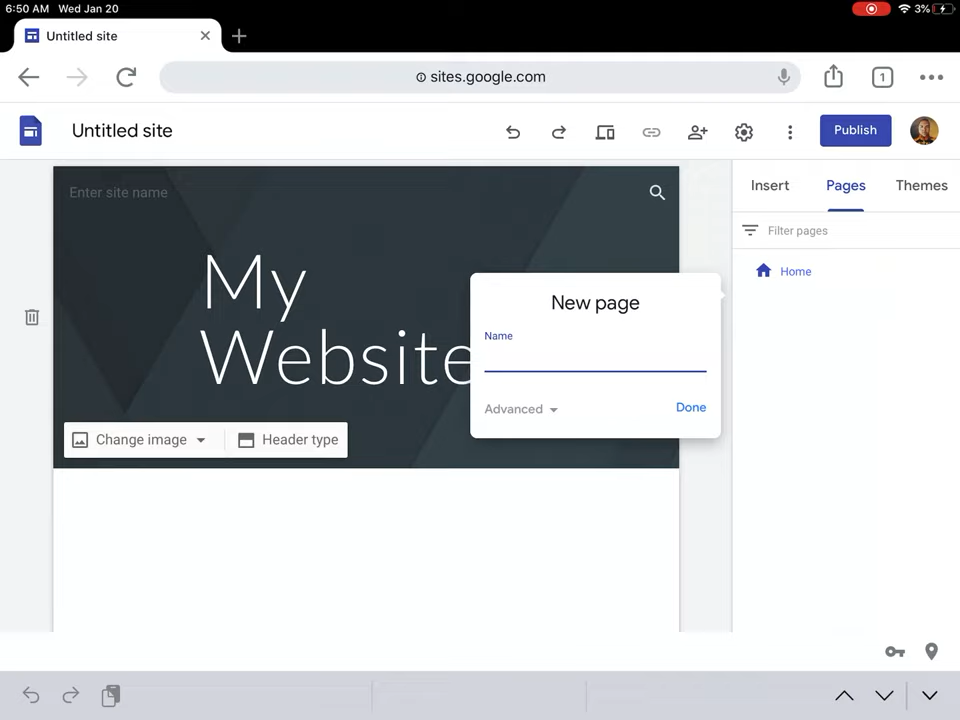 6:50 AM Wed Jan 20
3%
Untitled site
sites.google.com
1
Untitled site
Publish
Insert
Pages
Themes
Enter site name
Filter pages
Home
My
Website
New page
Name
Advanced
Done
Change image
Header type